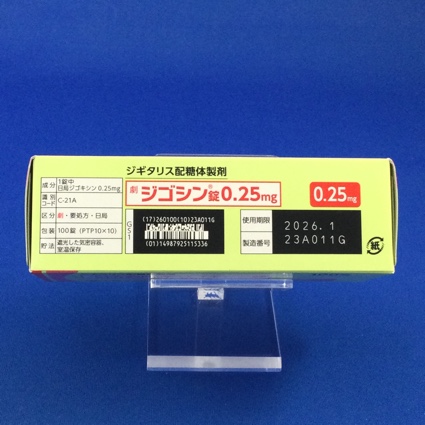 ジギタリス配糖体製剤
劇 ジゴシン®錠0.25mg
0.25mg
成分 1錠中 日局ジゴキシン 0.25mg
識別コード C-21A
区分 劇・要処方・日局
包装 100錠（PTP10×10）
貯法 遮光した気密容器、
室温保存
GS1
(17)260100(10)23A011G
(01)14987925115336
使用期限 2026.1
製造番号 23A011G
紙